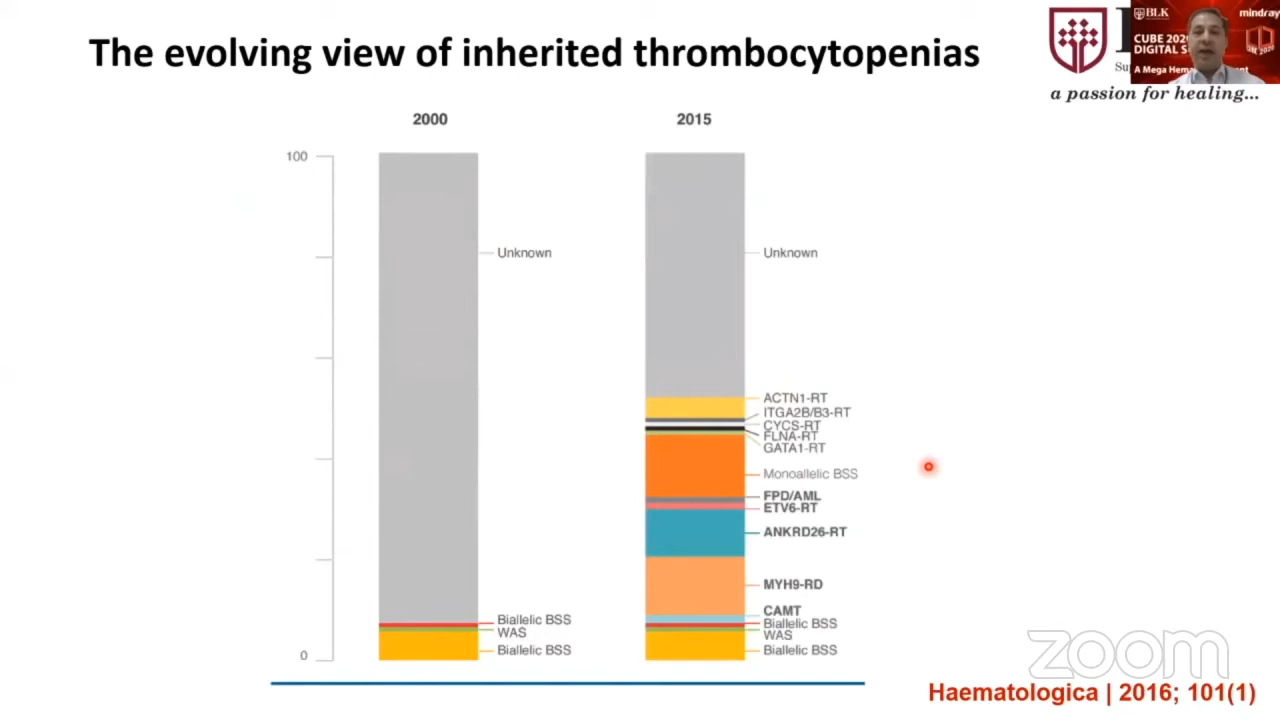 The evolving view of inherited thrombocytopenias
BLK
mindray
CUBE 202
DIGITAL S
A Mega Hema
a passion for healing...
2000
2015
100
Unknown
Unknown
ACTN1-RT
ITGA2B/B3-RT
CYCS-RT
FLNA-RT
GATA1-RT
Monoallelic BSS
FPD/AML
ETV6-RT
ANKRD26-RT
MYH9-RD
CAMT
Biallelic BSS
Biallelic BSS
WAS
WAS
Biallelic BSS
Biallelic BSS
0
zoom
Haematologica | 2016; 101(1)